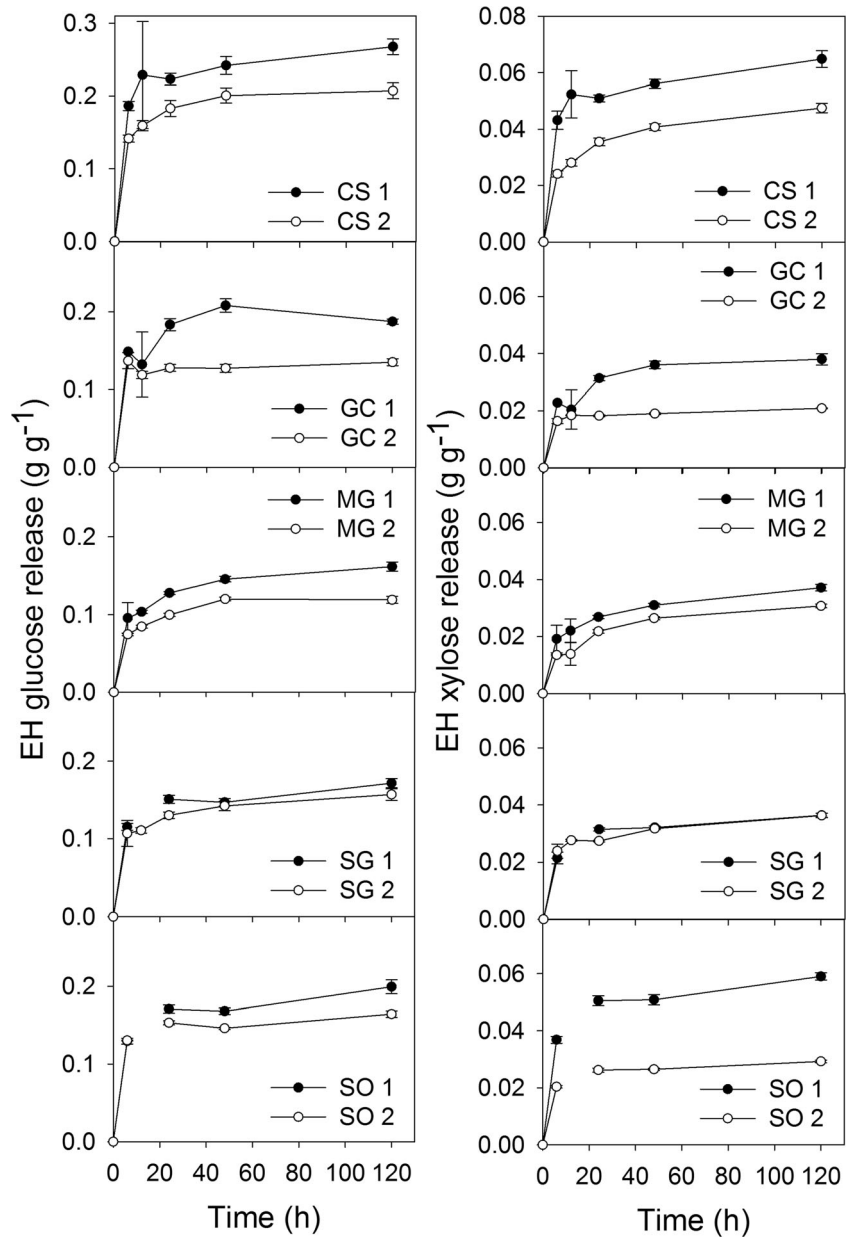 EH glucose release (g g⁻¹)
0.3
0.2
0.1
0.0
CS 1
CS 2
0.2
0.1
0.0
GC 1
GC 2
0.2
0.1
0.0
MG 1
MG 2
0.2
0.1
0.0
SG 1
SG 2
0.2
0.1
0.0
SO 1
SO 2
0 20 40 60 80 100 120
Time (h)
EH xylose release (g g⁻¹)
0.08
0.06
0.04
0.02
0.00
CS 1
CS 2
0.06
0.04
0.02
0.00
GC 1
GC 2
0.06
0.04
0.02
0.00
MG 1
MG 2
0.06
0.04
0.02
0.00
SG 1
SG 2
0.06
0.04
0.02
0.00
SO 1
SO 2
0 20 40 60 80 100 120
Time (h)